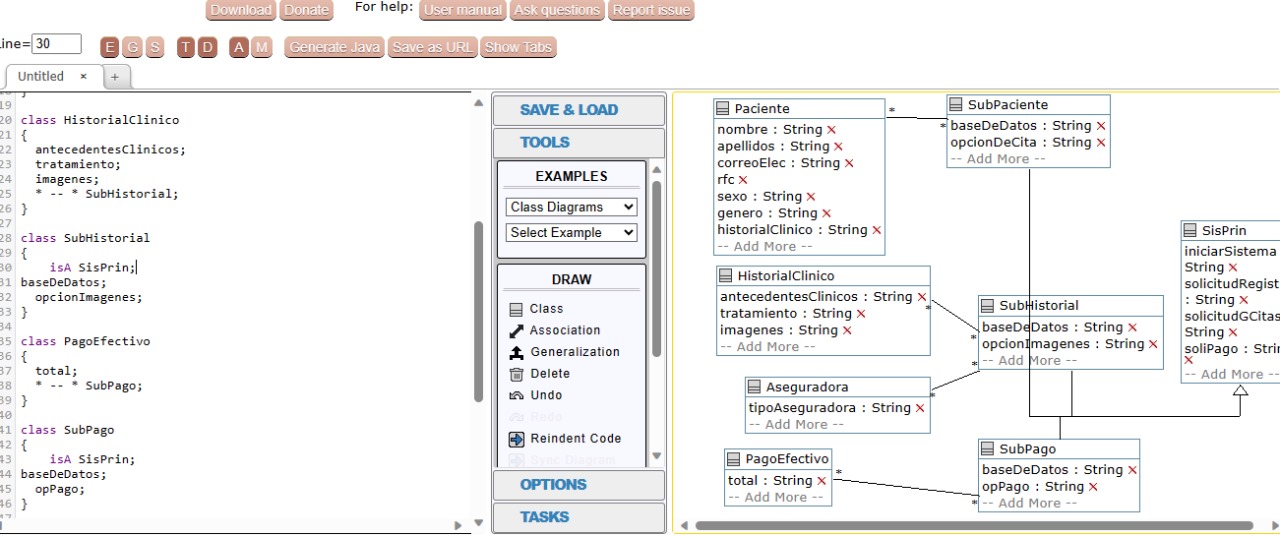 Download Donate For help: User manual Ask questions Report issue
Line= 30 E G S T D A M Generate Java Save as URL Show Tabs
Untitled × +
}
19
20 class HistorialClinico
21 {
22 antecedentesClinicos;
23 tratamiento;
24 imagenes;
25 * -- * SubHistorial;
26 }
27
28 class SubHistorial
29 {
30 isA SisPrin;
31 baseDeDatos;
32 opcionImagenes;
33 }
34
35 class PagoEfectivo
36 {
37 total;
38 * -- * SubPago;
39 }
40
41 class SubPago
42 {
43 isA SisPrin;
44 baseDeDatos;
45 opPago;
46 }
SAVE & LOAD
TOOLS
EXAMPLES
Class Diagrams
Select Example
DRAW
Class
Association
Generalization
Delete
Undo
Redo
Reindent Code
Sync Diagram
OPTIONS
TASKS
Paciente
nombre : String X
apellidos : String X
correoElec : String X
rfc X
sexo : String X
genero : String X
historialClinico : String X
-- Add More --
*
*
SubPaciente
baseDeDatos : String X
opcionDeCita : String X
-- Add More --
SisPrin
iniciarSistema
String X
solicitudRegist
: String X
solicitudGCitas
String X
soliPago : Strin
X
-- Add More --
HistorialClinico
antecedentesClinicos : String X
tratamiento : String X
imagenes : String X
-- Add More --
*
*
SubHistorial
baseDeDatos : String X
opcionImagenes : String X
-- Add More --
*
*
Aseguradora
tipoAseguradora : String X
-- Add More --
PagoEfectivo
total : String X
-- Add More --
*
*
SubPago
baseDeDatos : String X
opPago : String X
-- Add More --